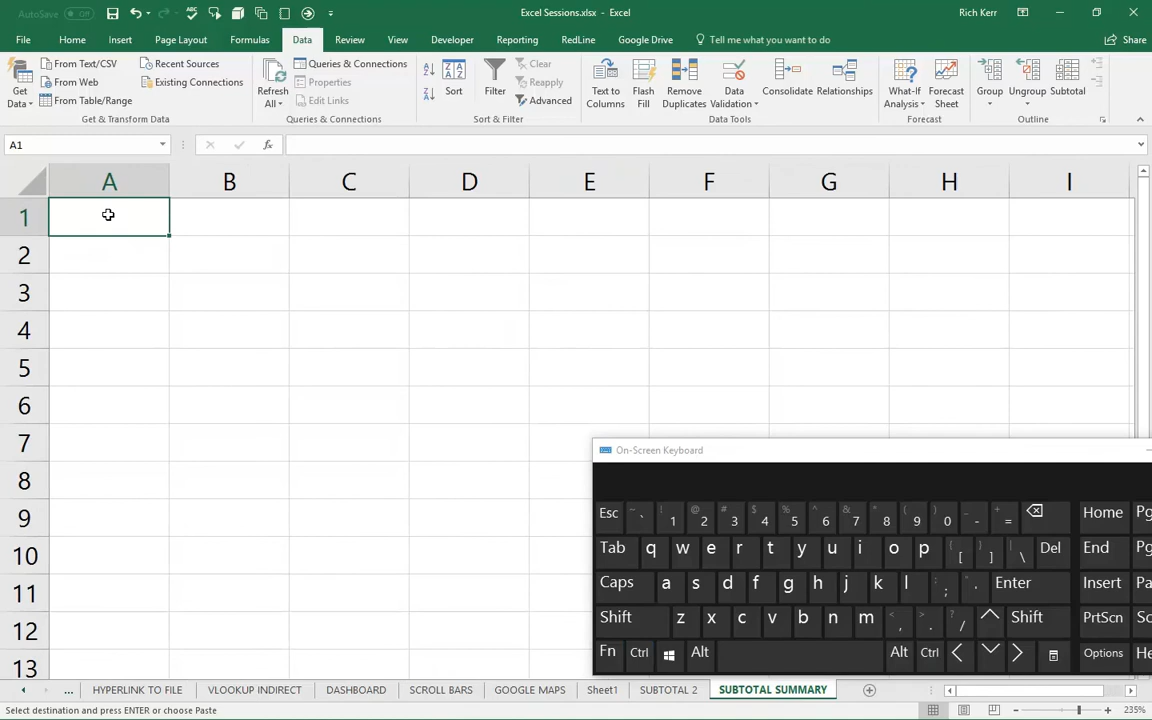 AutoSave Off
Excel Sessions.xlsx - Excel
Rich Kerr
File Home Insert Page Layout Formulas Data Review View Developer Reporting RedLine Google Drive Tell me what you want to do Share
Get Data
From Text/CSV
From Web
From Table/Range
Recent Sources
Existing Connections
Get & Transform Data
Refresh All
Queries & Connections
Properties
Edit Links
Queries & Connections
Sort
Filter
Clear
Reapply
Advanced
Sort & Filter
Text to Columns
Flash Fill
Remove Duplicates
Data Validation
Consolidate
Relationships
Data Tools
What-If Analysis
Forecast Sheet
Forecast
Group
Ungroup
Subtotal
Outline
A1
fx
A B C D E F G H I
1
2
3
4
5
6
7
8
9
10
11
12
13
On-Screen Keyboard
Esc ~ ` ! 1 @ 2 # 3 $ 4 % 5 ^ 6 & 7 * 8 ( 9 ) 0 _ - + = Home Pg
Tab q w e r t y u i o p { [ } ] | \ Del End Pg
Caps a s d f g h j k l : ; " ' Enter Insert Pa
Shift z x c v b n m < , > . ? / Shift PrtScn Sc
Fn Ctrl Alt Alt Ctrl Options He
... HYPERLINK TO FILE VLOOKUP INDIRECT DASHBOARD SCROLL BARS GOOGLE MAPS Sheet1 SUBTOTAL 2 SUBTOTAL SUMMARY
Select destination and press ENTER or choose Paste
235%